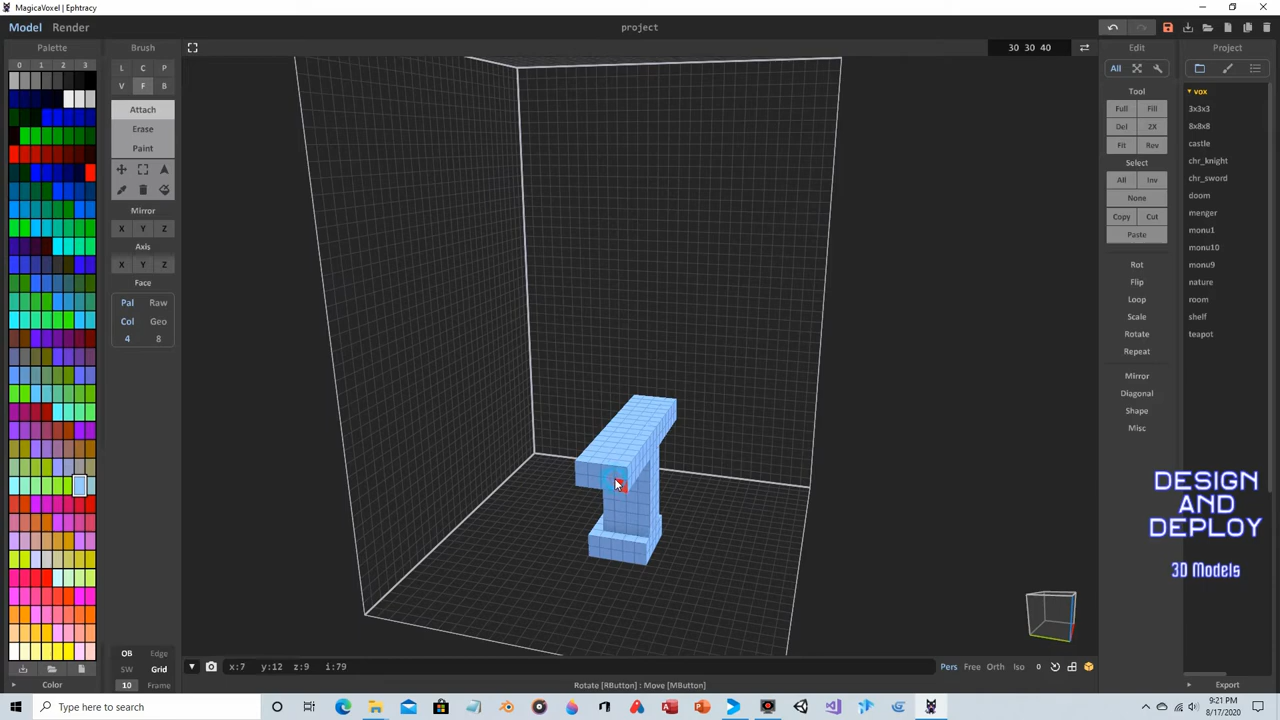 MagicaVoxel | Ephtracy
Model Render
project
Palette
Brush
30 30 40
Edit
Project
0 1 2 3
L C P
V F B
Attach
Erase
Paint
Mirror
X Y Z
Axis
X Y Z
Face
Pal Raw
Col Geo
4 8
OB Edge
SW Grid
10 Frame
Color
All
Tool
Full Fill
Del 2X
Fit Rev
Select
All Inv
None
Copy Cut
Paste
Rot
Flip
Loop
Scale
Rotate
Repeat
Mirror
Diagonal
Shape
Misc
vox
3x3x3
8x8x8
castle
chr_knight
chr_sword
doom
menger
monu1
monu10
monu9
nature
room
shelf
teapot
DESIGN
AND
DEPLOY
3D Models
x:7 y:12 z:9 i:79
Pers Free Orth Iso 0
Rotate [RButton] : Move [MButton]
Export
Type here to search
9:21 PM
8/17/2020